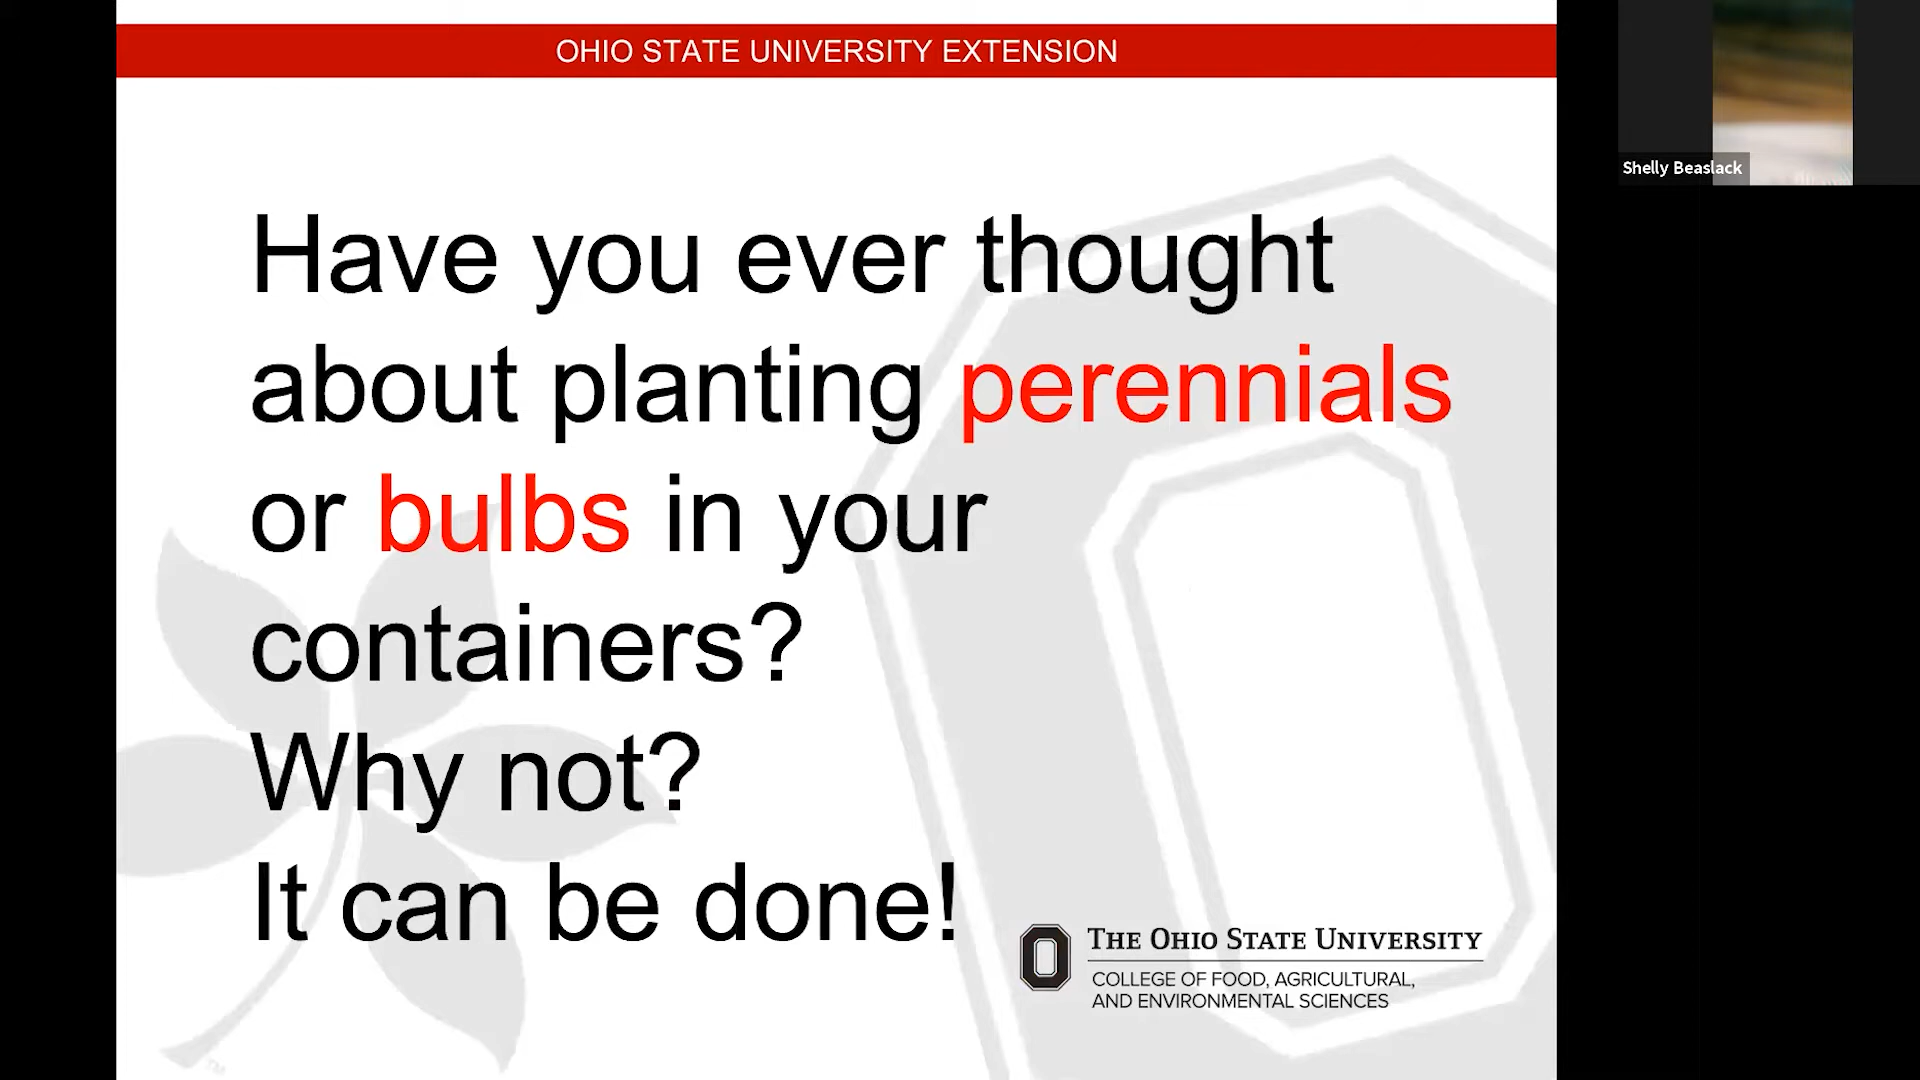 OHIO STATE UNIVERSITY EXTENSION
Shelly Beaslack
Have you ever thought
about planting perennials
or bulbs in your
containers?
Why not?
It can be done!
THE OHIO STATE UNIVERSITY
COLLEGE OF FOOD, AGRICULTURAL,
AND ENVIRONMENTAL SCIENCES
TM